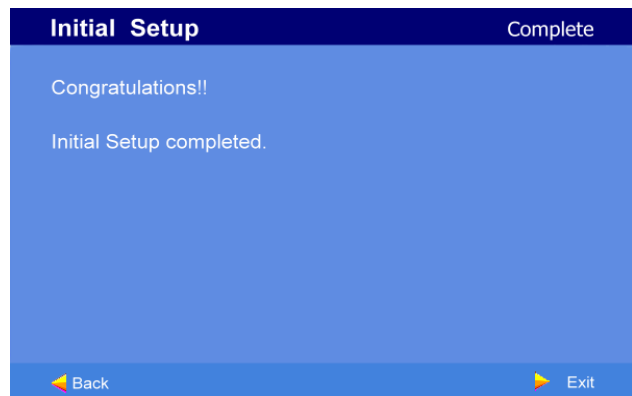 Initial Setup Complete
Congratulations!!
Initial Setup completed.
Back Exit